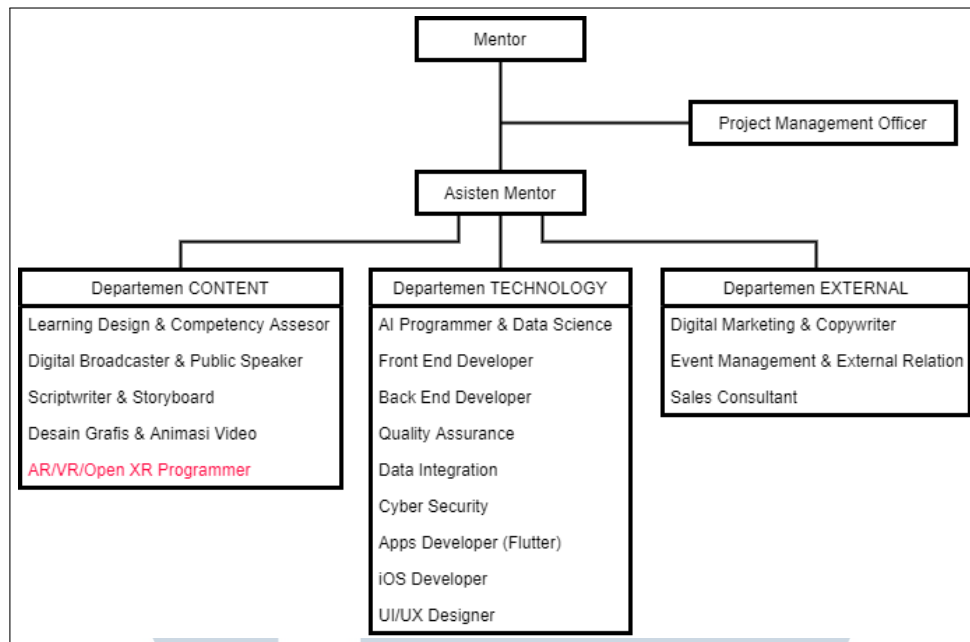 Mentor
Project Management Officer
Asisten Mentor
Departemen CONTENT
Learning Design & Competency Assesor
Digital Broadcaster & Public Speaker
Scriptwriter & Storyboard
Desain Grafis & Animasi Video
AR/VR/Open XR Programmer
Departemen TECHNOLOGY
AI Programmer & Data Science
Front End Developer
Back End Developer
Quality Assurance
Data Integration
Cyber Security
Apps Developer (Flutter)
iOS Developer
UI/UX Designer
Departemen EXTERNAL
Digital Marketing & Copywriter
Event Management & External Relation
Sales Consultant